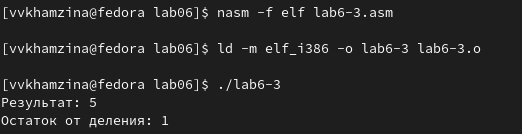 [vvkhamzina@fedora lab06]$ nasm -f elf lab6-3.asm
[vvkhamzina@fedora lab06]$ ld -m elf_i386 -o lab6-3 lab6-3.o
[vvkhamzina@fedora lab06]$ ./lab6-3
Результат: 5
Остаток от деления: 1